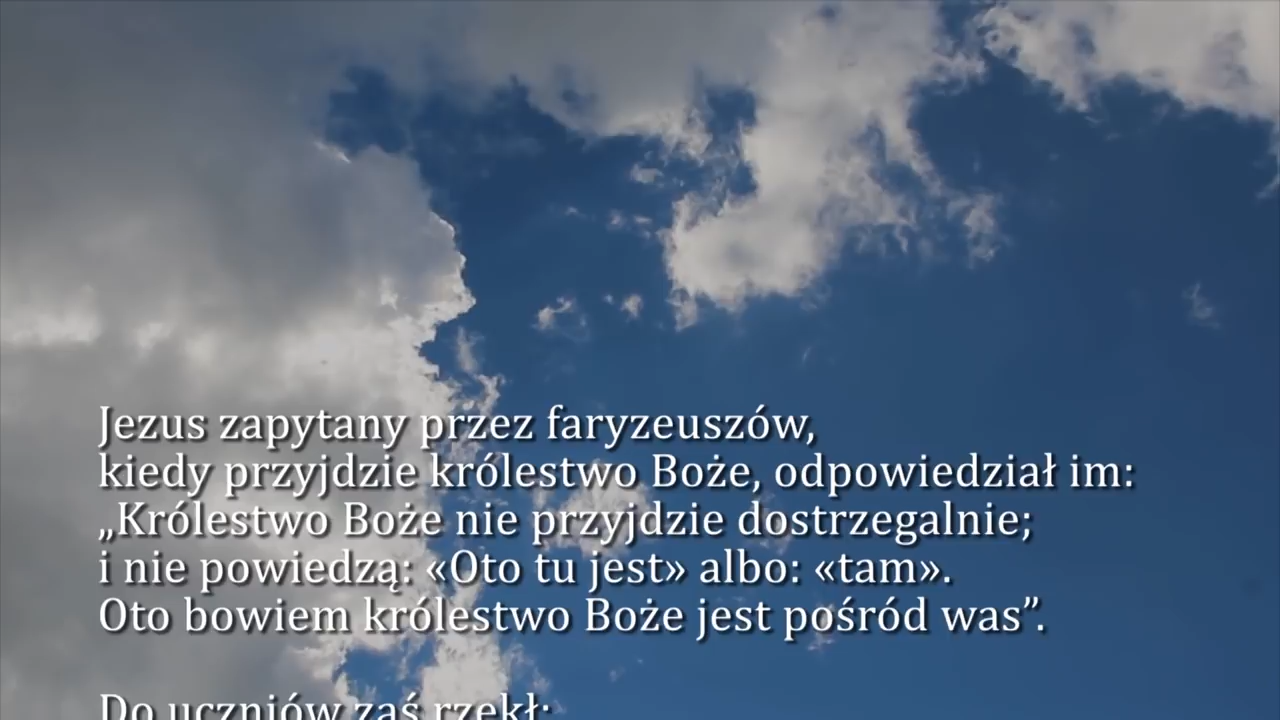 Jezus zapytany przez faryzeuszów,
kiedy przyjdzie królestwo Boże, odpowiedział im:
„Królestwo Boże nie przyjdzie dostrzegalnie;
i nie powiedzą: «Oto tu jest» albo: «tam».
Oto bowiem królestwo Boże jest pośród was”.
Do uczniów zaś rzekł: